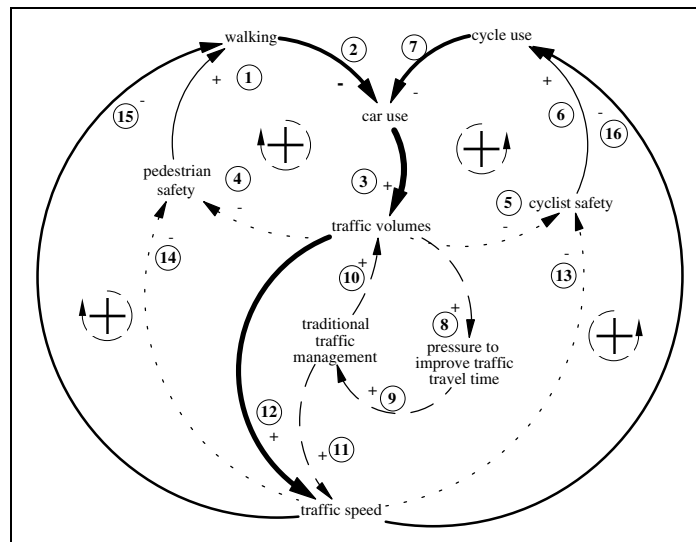 walking
cycle use
2
7
1
+
-
-
+
15
-
car use
6
-
16
pedestrian
safety
4
3
+
5
cyclist safety
-
traffic volumes
-
-
-
14
-
13
10
+
8
+
traditional
traffic
management
pressure to
improve traffic
travel time
+
9
12
+
+
11
traffic speed